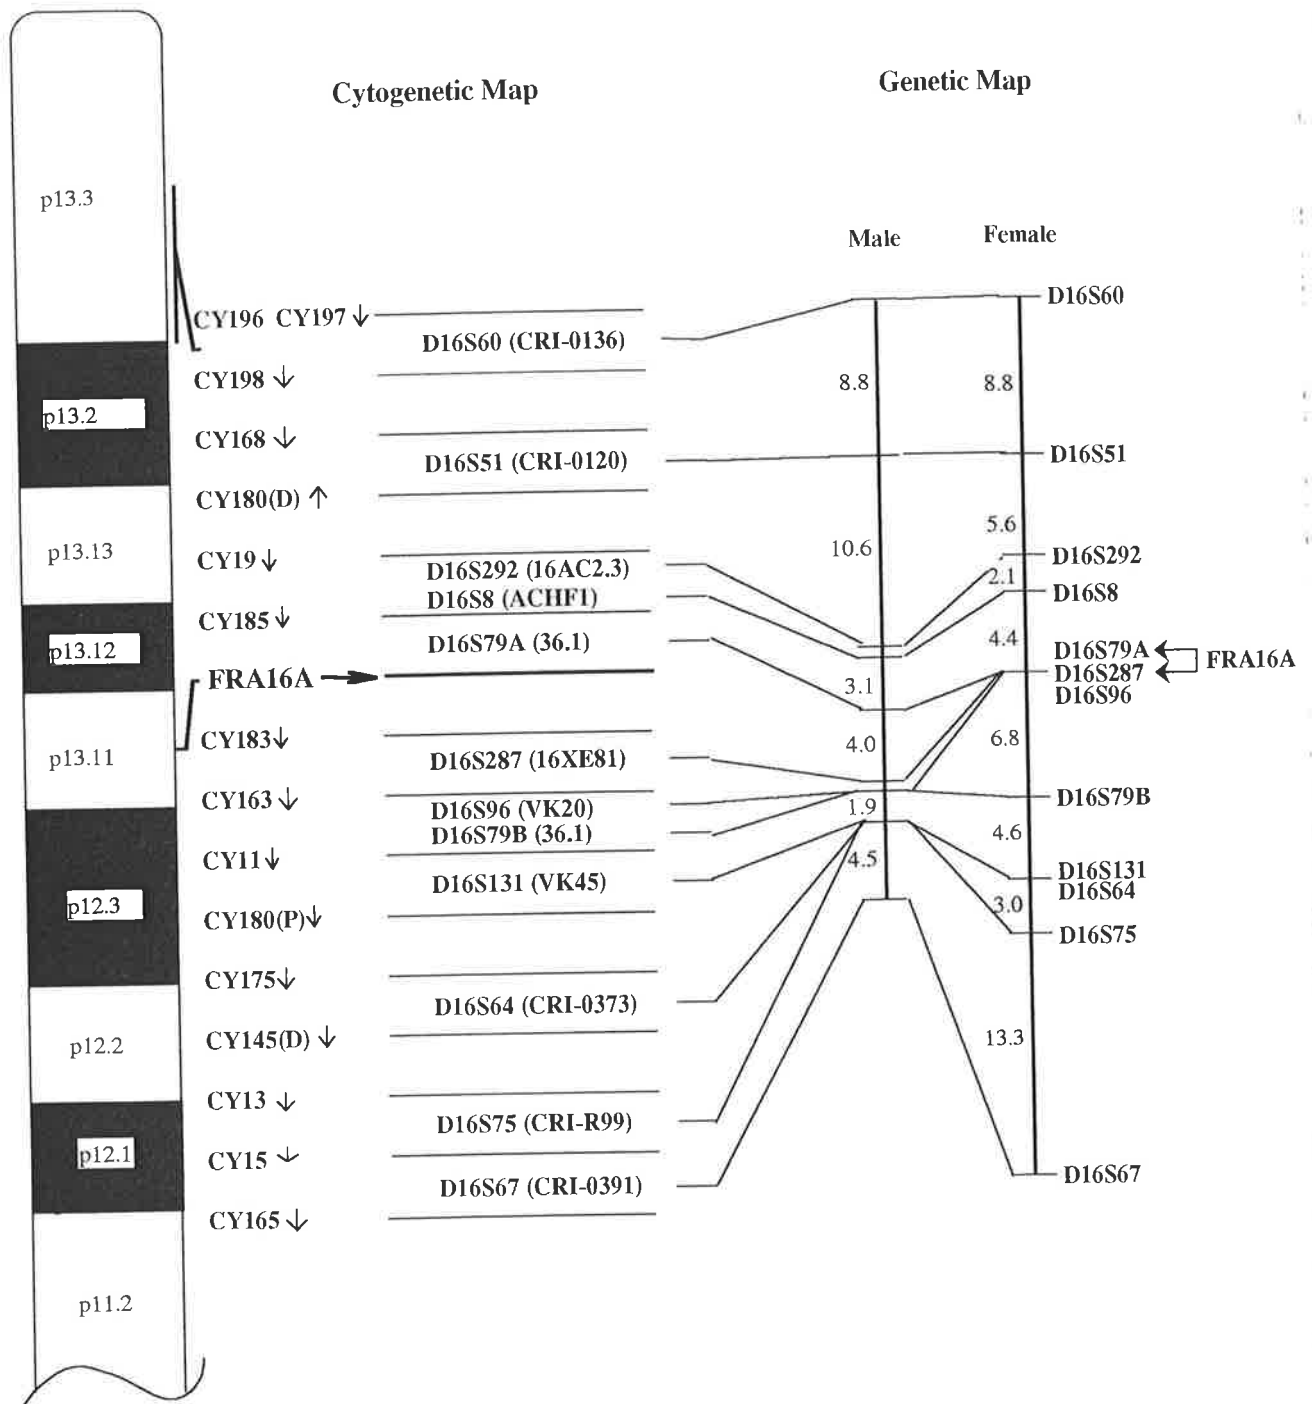 Cytogenetic Map
Genetic Map
p13.3
Male
Female
D16S60
CY196 CY197 ↓
D16S60 (CRI-0136)
CY198 ↓
8.8
8.8
p13.2
CY168 ↓
D16S51 (CRI-0120)
D16S51
CY180(D) ↑
5.6
p13.13
10.6
CY19 ↓
D16S292 (16AC2.3)
D16S292
2.1
D16S8 (ACHF1)
D16S8
CY185 ↓
p13.12
D16S79A (36.1)
4.4
D16S79A
FRA16A
FRA16A
D16S287
3.1
D16S96
CY183 ↓
4.0
6.8
p13.11
D16S287 (16XE81)
CY163 ↓
D16S96 (VK20)
1.9
D16S79B
D16S79B (36.1)
4.6
CY11 ↓
4.5
D16S131 (VK45)
D16S131
D16S64
p12.3
3.0
CY180(P) ↓
D16S75
CY175 ↓
D16S64 (CRI-0373)
p12.2
CY145(D) ↓
13.3
CY13 ↓
D16S75 (CRI-R99)
p12.1
CY15 ↓
D16S67 (CRI-0391)
D16S67
CY165 ↓
p11.2